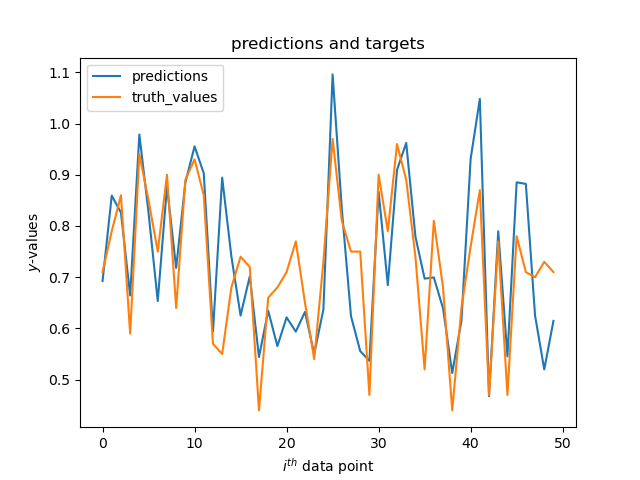 predictions and targets
predictions
truth_values
y-values
1.1
1.0
0.9
0.8
0.7
0.6
0.5
0
10
20
30
40
50
i^{th} data point